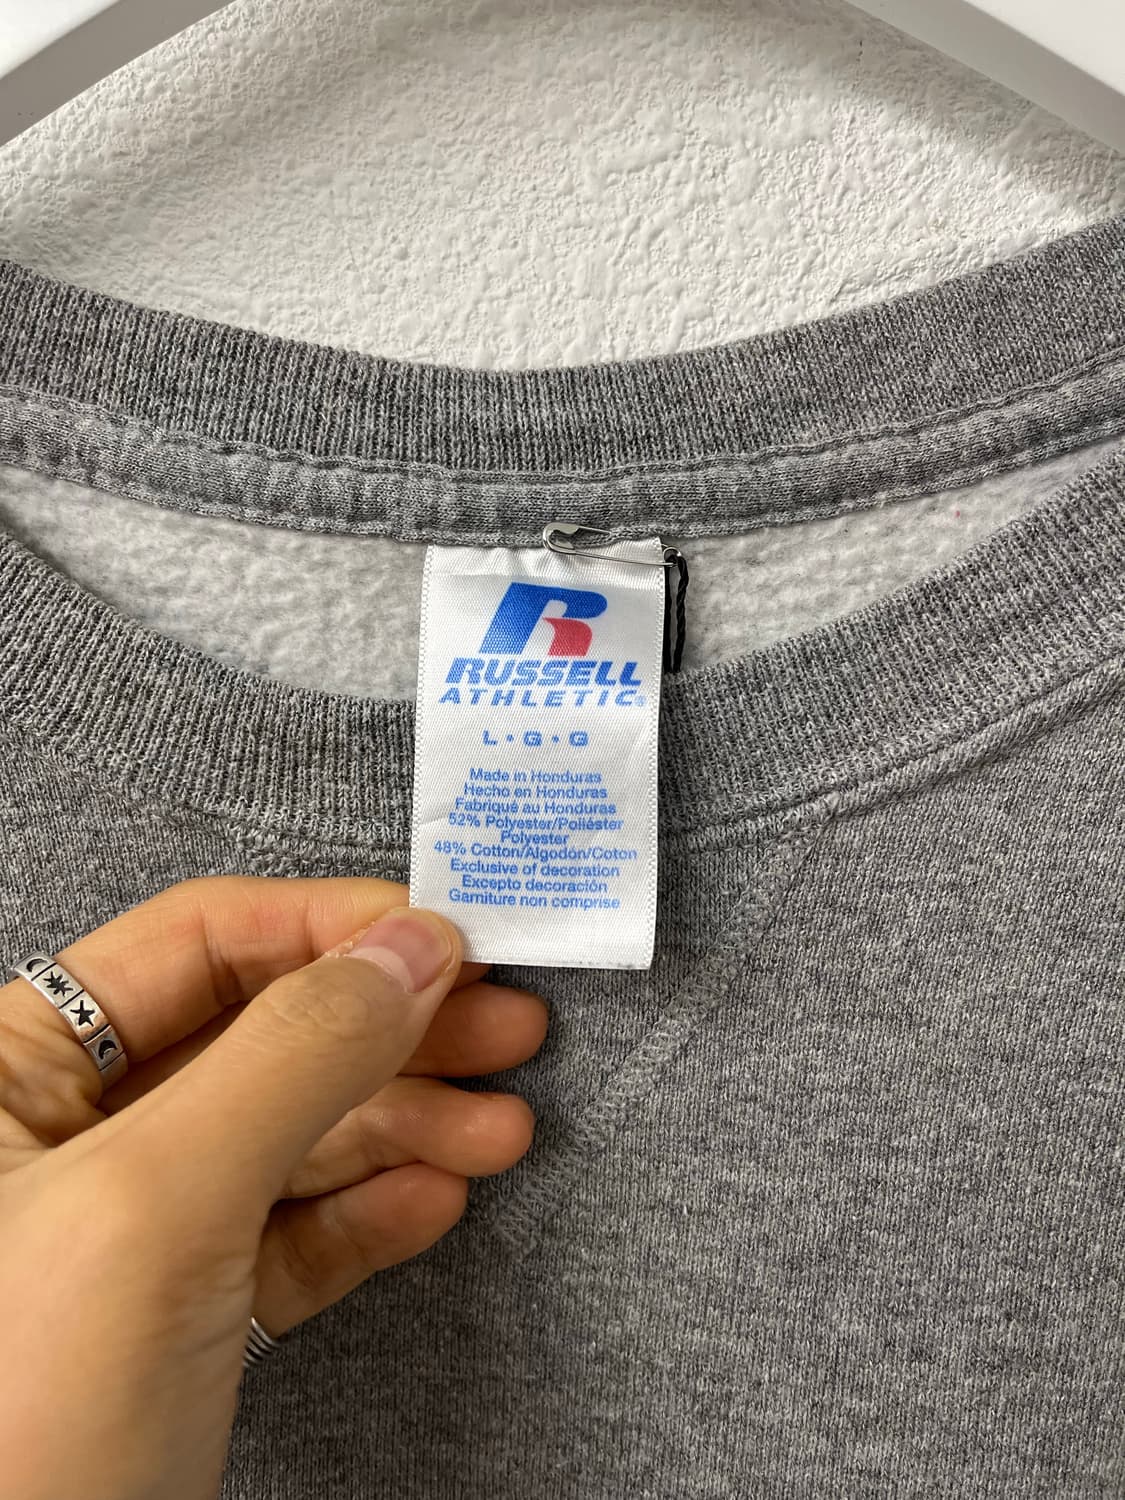 RUSSELL
ATHLETIC®
L • G • G
Made in Honduras
Hecho en Honduras
Fabriqué au Honduras
52% Polyester/Poliéster
Polyester
48% Cotton/Algodón/Coton
Exclusive of decoration
Excepto decoración
Garniture non comprise